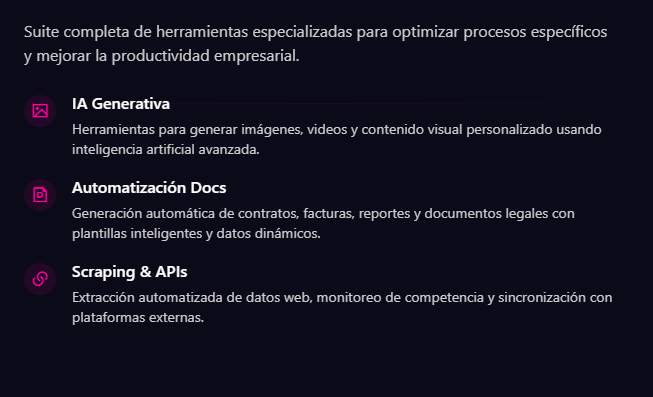 Suite completa de herramientas especializadas para optimizar procesos específicos
y mejorar la productividad empresarial.
IA Generativa
Herramientas para generar imágenes, videos y contenido visual personalizado usando
inteligencia artificial avanzada.
Automatización Docs
Generación automática de contratos, facturas, reportes y documentos legales con
plantillas inteligentes y datos dinámicos.
Scraping & APIs
Extracción automatizada de datos web, monitoreo de competencia y sincronización con
plataformas externas.